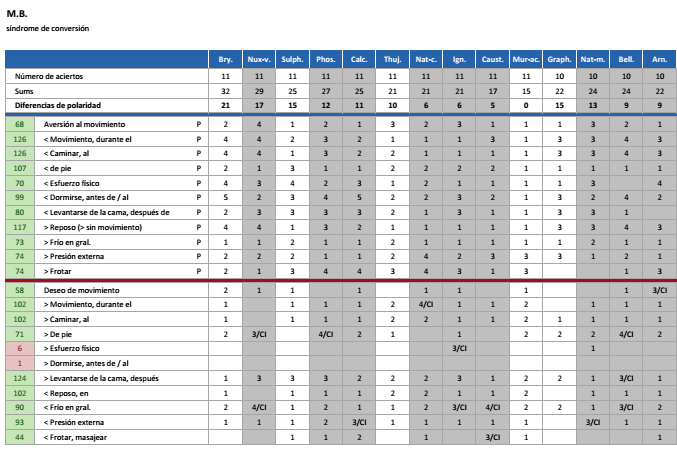 M.B.
síndrome de conversión
Bry. Nux-v. Sulph. Phos. Calc. Thuj. Nat-c. Ign. Caust. Mur-ac. Graph. Nat-m. Bell. Arn.
Número de aciertos 11 11 11 11 11 11 11 11 11 11 10 10 10 10
Sums 32 29 25 27 25 21 21 21 17 15 22 24 24 22
Diferencias de polaridad 21 17 15 12 11 10 6 6 5 0 15 13 9 9
68 Aversión al movimiento P 2 4 1 2 1 3 2 3 1 1 1 3 2 1
126 < Movimiento, durante el P 4 4 2 3 2 1 1 1 3 1 3 3 4 3
126 < Caminar, al P 4 4 1 3 2 2 1 1 3 1 3 3 4 3
107 < de pie P 2 1 3 1 1 2 2 2 2 1 1 1 1 1
70 < Esfuerzo físico P 4 3 4 2 3 1 2 1 1 1 1 3 4
99 < Dormirse, antes de / al P 5 2 3 4 5 2 2 3 2 1 3 2 4 2
80 < Levantarse de la cama, después de P 2 3 3 3 3 2 1 3 1 1 3 3 1
117 > Reposo (> sin movimiento) P 4 4 1 3 2 1 1 1 1 1 3 3 4 3
73 > Frío en gral. P 1 1 2 1 1 2 1 1 1 1 1 2 1 1
74 > Presión externa P 2 2 2 1 1 2 4 2 3 3 3 1 2 1
74 > Frotar P 2 1 3 4 4 3 4 3 1 3 1 3
58 Deseo de movimiento 2 1 1 1 1 1 1 1 1 3/CI
102 > Movimiento, durante el 1 1 1 1 2 4/CI 1 1 2 1 1 1
102 > Caminar, al 1 1 1 1 2 2 1 1 2 1 1 1 1
71 > De pie 2 3/CI 4/CI 2 1 1 2 2 2 4/CI 2
6 > Esfuerzo físico 3/CI 1
1 > Dormirse, antes de / al
124 > Levantarse de la cama, después 1 3 3 3 2 2 2 3 1 2 2 1 3/CI 1
102 < Reposo, en 1 1 1 1 2 1 1 1 2 1 1 1
90 < Frío en gral. 2 4/CI 1 2 1 1 2 3/CI 4/CI 2 2 1 3/CI 2
93 < Presión externa 1 1 1 2 3/CI 1 1 1 1 1 3/CI 1 1
44 < Frotar, masajear 1 1 2 1 3/CI 1 1